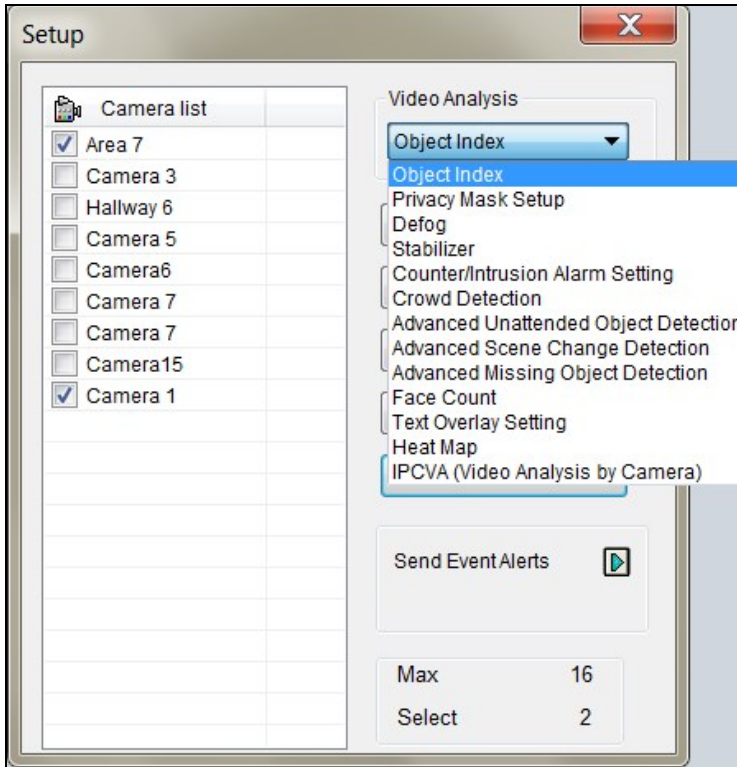 Setup
Camera list
Area 7
Camera 3
Hallway 6
Camera 5
Camera6
Camera 7
Camera 7
Camera15
Camera 1
Video Analysis
Object Index
Object Index
Privacy Mask Setup
Defog
Stabilizer
Counter/Intrusion Alarm Setting
Crowd Detection
Advanced Unattended Object Detection
Advanced Scene Change Detection
Advanced Missing Object Detection
Face Count
Text Overlay Setting
Heat Map
IPCVA (Video Analysis by Camera)
Send Event Alerts
Max 16
Select 2